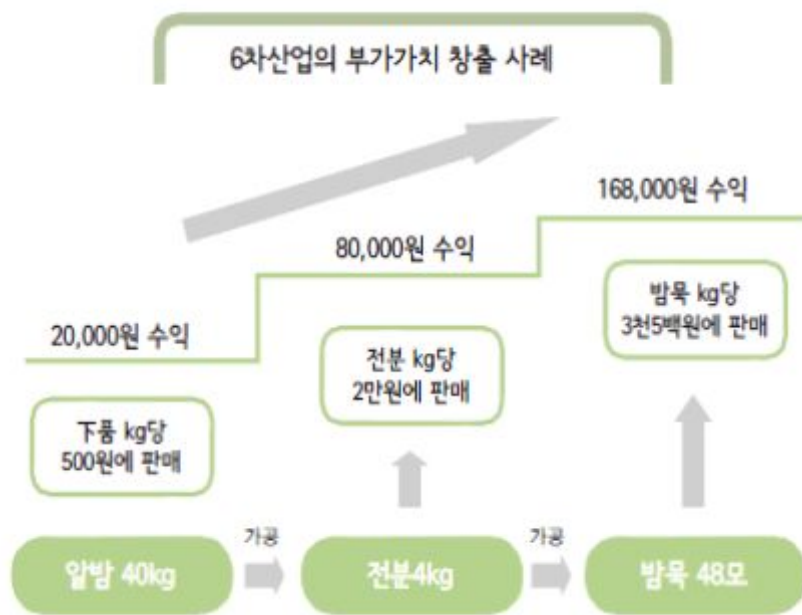 6차산업의 부가가치 창출 사례
168,000원 수익
80,000원 수익
20,000원 수익
밤묵 kg당
3천5백원에 판매
전분 kg당
2만원에 판매
下품 kg당
500원에 판매
가공
가공
알밤 40kg
전분4kg
밤묵 48모